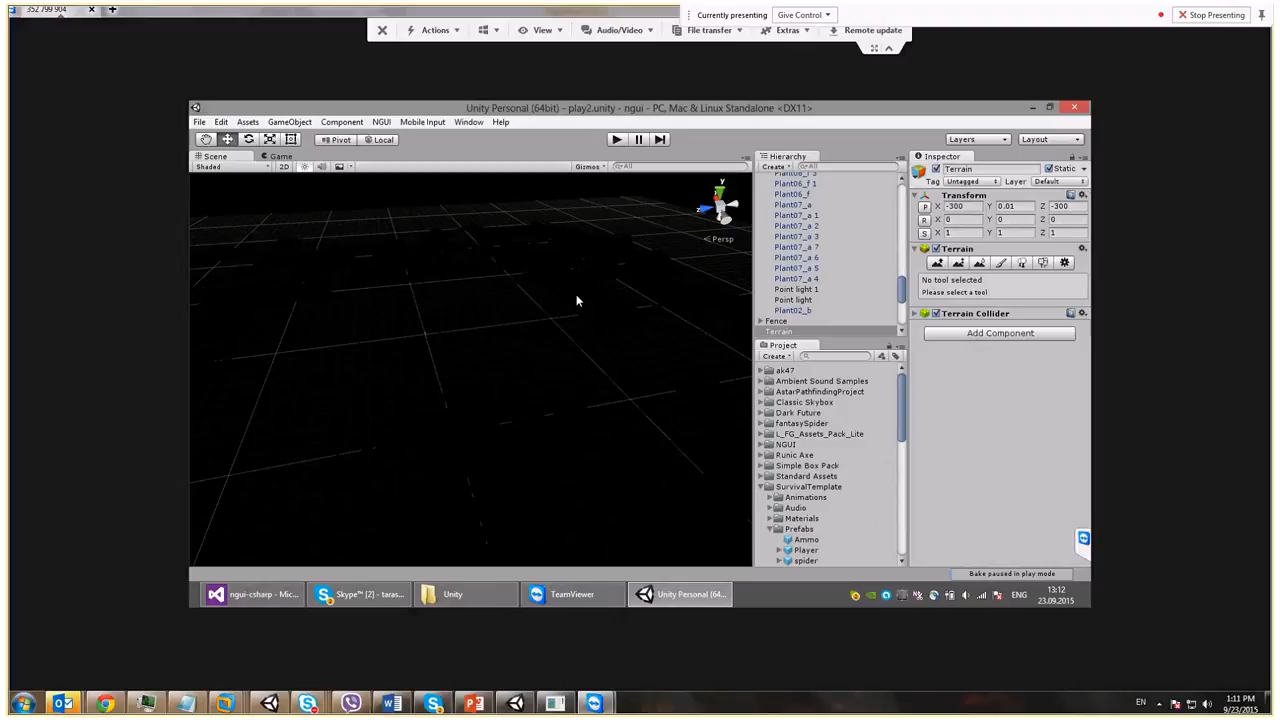 352 799 904
Currently presenting Give Control
Stop Presenting
Actions View Audio/Video File transfer Extras Remote update
Unity Personal (64bit) - play2.unity - ngui - PC, Mac & Linux Standalone <DX11>
File Edit Assets GameObject Component NGUI Mobile Input Window Help
Pivot Local Layers Layout
Scene Game
Shaded 2D Gizmos All
y
z
Persp
Hierarchy
Create All
Plant06_f 3
Plant06_f 1
Plant06_f
Plant07_a
Plant07_a 1
Plant07_a 2
Plant07_a 3
Plant07_a 7
Plant07_a 6
Plant07_a 5
Plant07_a 4
Point light 1
Point light
Plant02_b
Fence
Terrain
Project
Create
ak47
Ambient Sound Samples
AstarPathfindingProject
Classic Skybox
Dark Future
fantasySpider
L_FG_Assets_Pack_Lite
NGUI
Runic Axe
Simple Box Pack
Standard Assets
SurvivalTemplate
Animations
Audio
Materials
Prefabs
Ammo
Player
spider
Inspector
Terrain Static
Tag Untagged Layer Default
Transform
P X -300 Y 0.01 Z -300
R X 0 Y 0 Z 0
S X 1 Y 1 Z 1
Terrain
No tool selected
Please select a tool
Terrain Collider
Add Component
Bake paused in play mode
ngui-csharp - Mic... Skype™ [2] - taras... Unity TeamViewer Unity Personal (64...
ENG 13:12
23.09.2015
EN 1:11 PM
9/23/2015